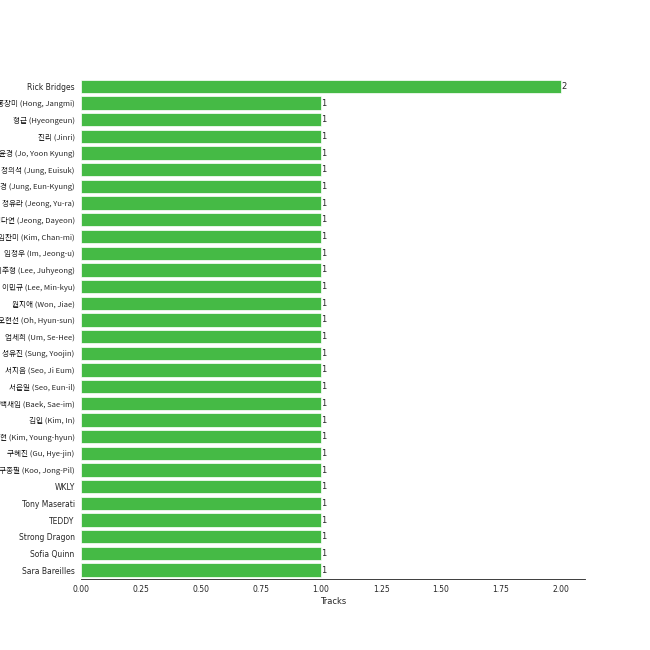 Rick Bridges
2
홍장미 (Hong, Jangmi)
1
형근 (Hyeongeun)
1
진리 (Jinri)
1
윤경 (Jo, Yoon Kyung)
1
정의석 (Jung, Euisuk)
1
경 (Jung, Eun-Kyung)
1
정유라 (Jeong, Yu-ra)
1
다연 (Jeong, Dayeon)
1
임찬미 (Kim, Chan-mi)
1
임정우 (Im, Jeong-u)
1
이주형 (Lee, Juhyeong)
1
이민규 (Lee, Min-kyu)
1
원지애 (Won, Jiae)
1
오현선 (Oh, Hyun-sun)
1
엄세희 (Um, Se-Hee)
1
성유진 (Sung, Yoojin)
1
서지음 (Seo, Ji Eum)
1
서은일 (Seo, Eun-il)
1
백새임 (Baek, Sae-im)
1
김인 (Kim, In)
1
현 (Kim, Young-hyun)
1
구혜진 (Gu, Hye-jin)
1
구종필 (Koo, Jong-Pil)
1
WKLY
1
Tony Maserati
1
TEDDY
1
Strong Dragon
1
Sofia Quinn
1
Sara Bareilles
1
0.00 0.25 0.50 0.75 1.00 1.25 1.50 1.75 2.00
Tracks